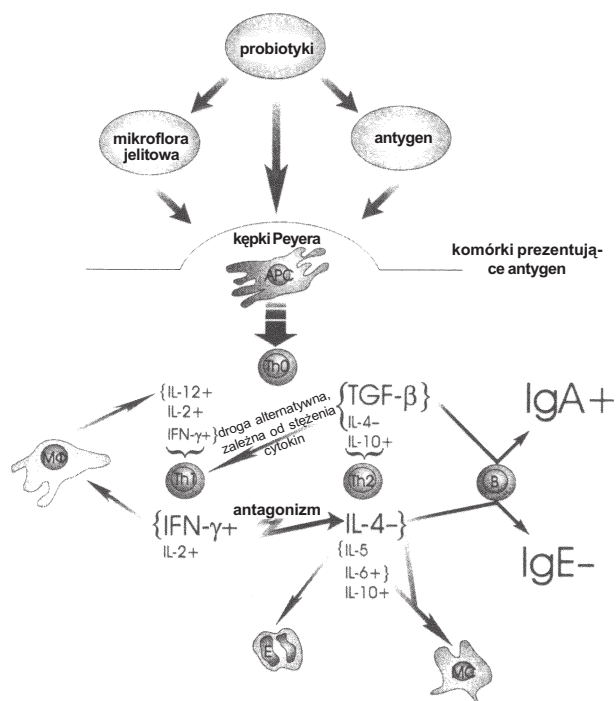 probiotyki
mikroflora
jelitowa
antygen
kępki Peyera
komórki prezentują-
ce antygen
APC
Th0
{IL-12+
IL-2+
IFN-γ+}
droga alternatywna,
zależna od stężenia
cytokin
{TGF-β}
IL-4-
IL-10+
IgA+
MΦ
Th1
Th2
B
{IFN-γ+
IL-2+
antagonizm
IL-4-}
{IL-5
IL-6+}
IL-10+
IgE-
E
MC